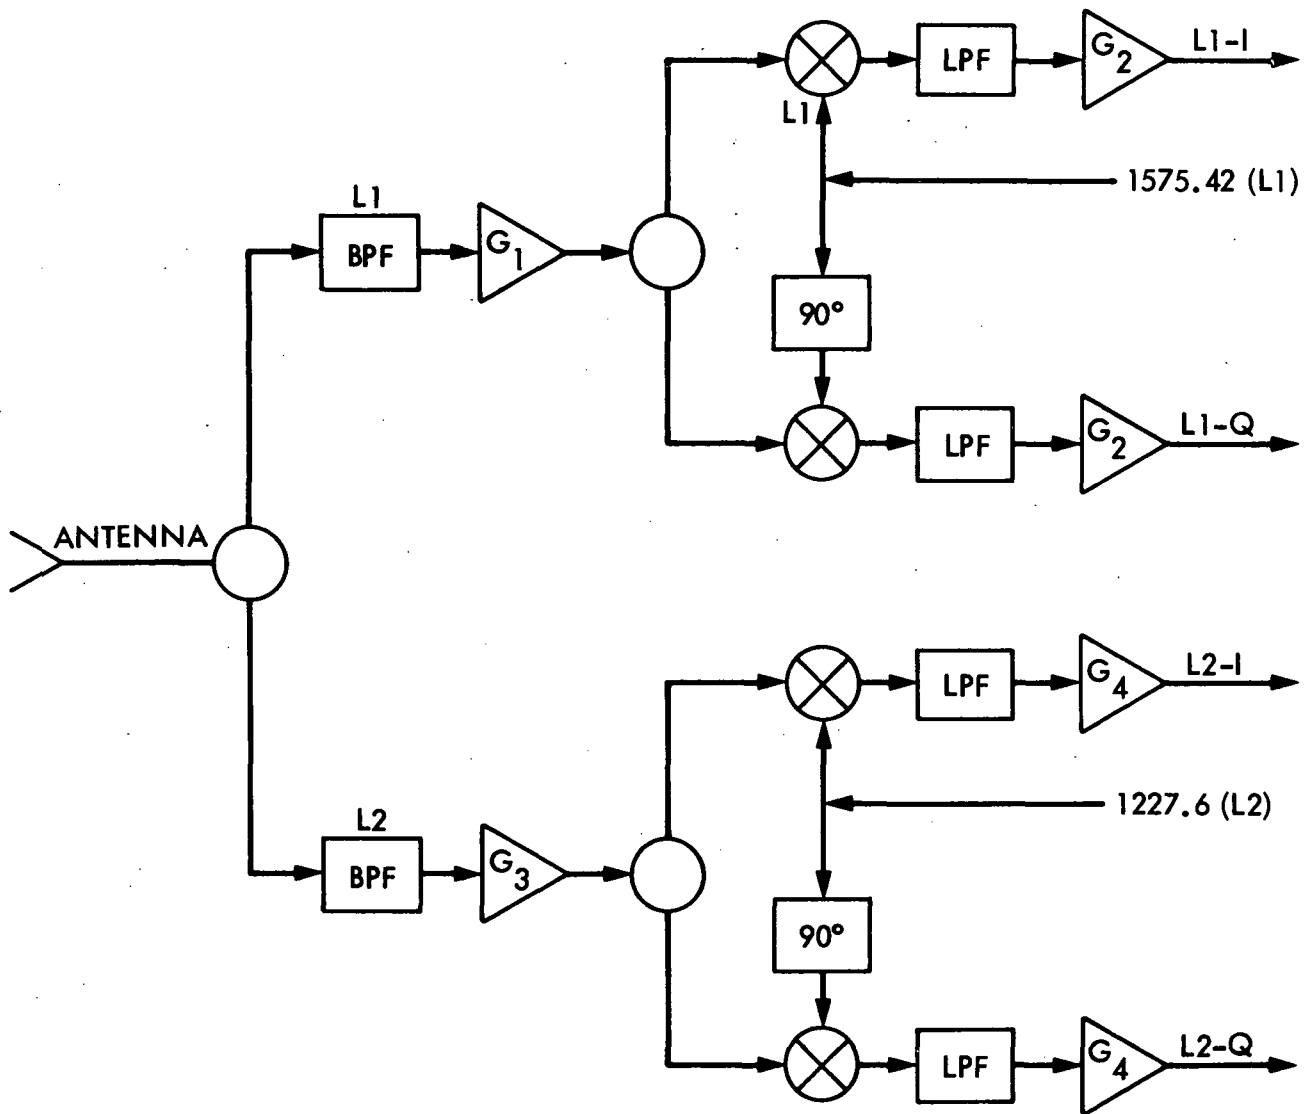 L1-I
LPF
G2
L1
1575.42 (L1)
L1
BPF
G1
90°
L1-Q
LPF
G2
ANTENNA
L2-I
LPF
G4
L2
1227.6 (L2)
BPF
G3
90°
L2-Q
LPF
G4